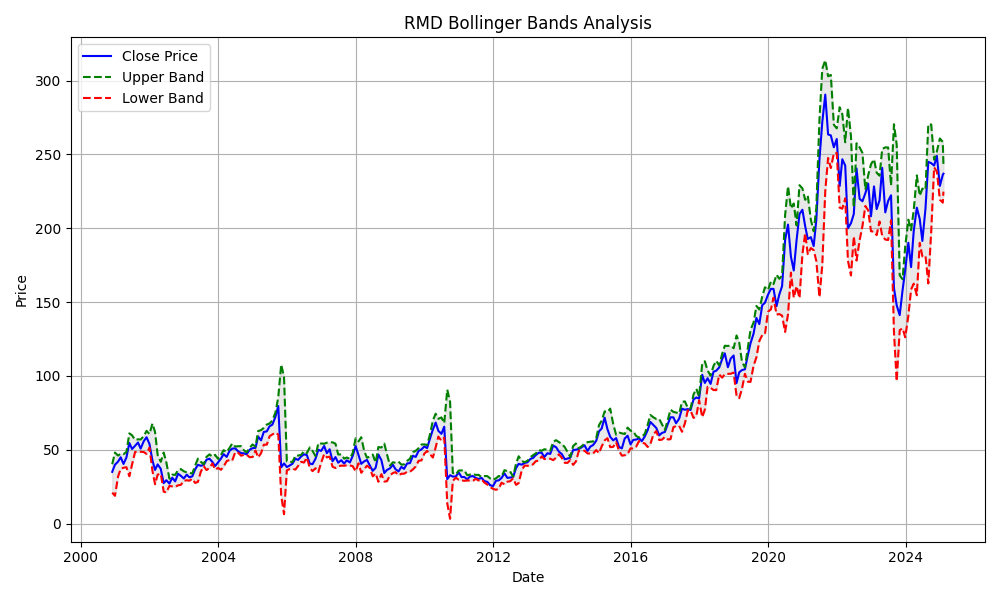 RMD Bollinger Bands Analysis
Close Price
Upper Band
Lower Band
Price
300
250
200
150
100
50
0
2000 2004 2008 2012 2016 2020 2024
Date